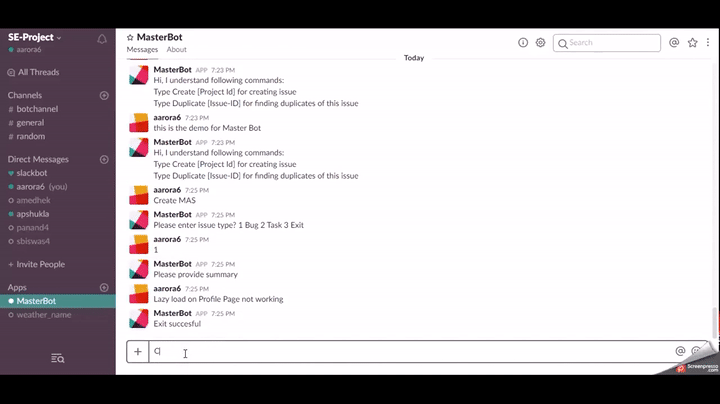 SE-Project
aarora6
All Threads
Channels
# botchannel
# general
# random
Direct Messages
slackbot
aarora6 (you)
amedhek
apshukla
panand4
sbiswas4
+ Invite People
Apps
MasterBot
weather_name
MasterBot
Messages About
Search
Today
MasterBot APP 7:23 PM
Hi, I understand following commands:
Type Create [Project Id] for creating issue
Type Duplicate [Issue-ID] for finding duplicates of this issue
aarora6 7:23 PM
this is the demo for Master Bot
MasterBot APP 7:23 PM
Hi, I understand following commands:
Type Create [Project Id] for creating issue
Type Duplicate [Issue-ID] for finding duplicates of this issue
aarora6 7:25 PM
Create MAS
MasterBot APP 7:25 PM
Please enter issue type? 1 Bug 2 Task 3 Exit
aarora6 7:25 PM
1
MasterBot APP 7:25 PM
Please provide summary
aarora6 7:25 PM
Lazy load on Profile Page not working
MasterBot APP 7:25 PM
Exit succesful
C
Screenpresso
.com